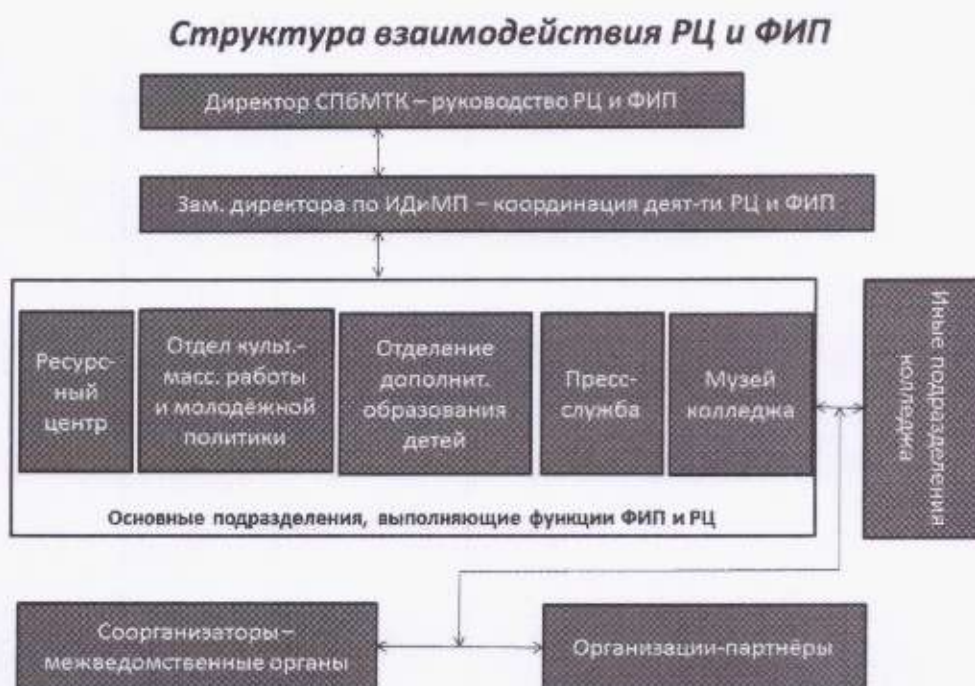 Структура взаимодействия РЦ и ФИП
Директор СПбМТК – руководство РЦ и ФИП
Зам. директора по ИДиМП – координация деят-ти РЦ и ФИП
Ресурс-
ный
центр
Отдел культ.-
масс. работы
и молодёжной
политики
Отделение
дополнит.
образования
детей
Пресс-
служба
Музей
колледжа
Иные подразделения
колледжа
Основные подразделения, выполняющие функции ФИП и РЦ
Соорганизаторы –
межведомственные органы
Организации-партнёры